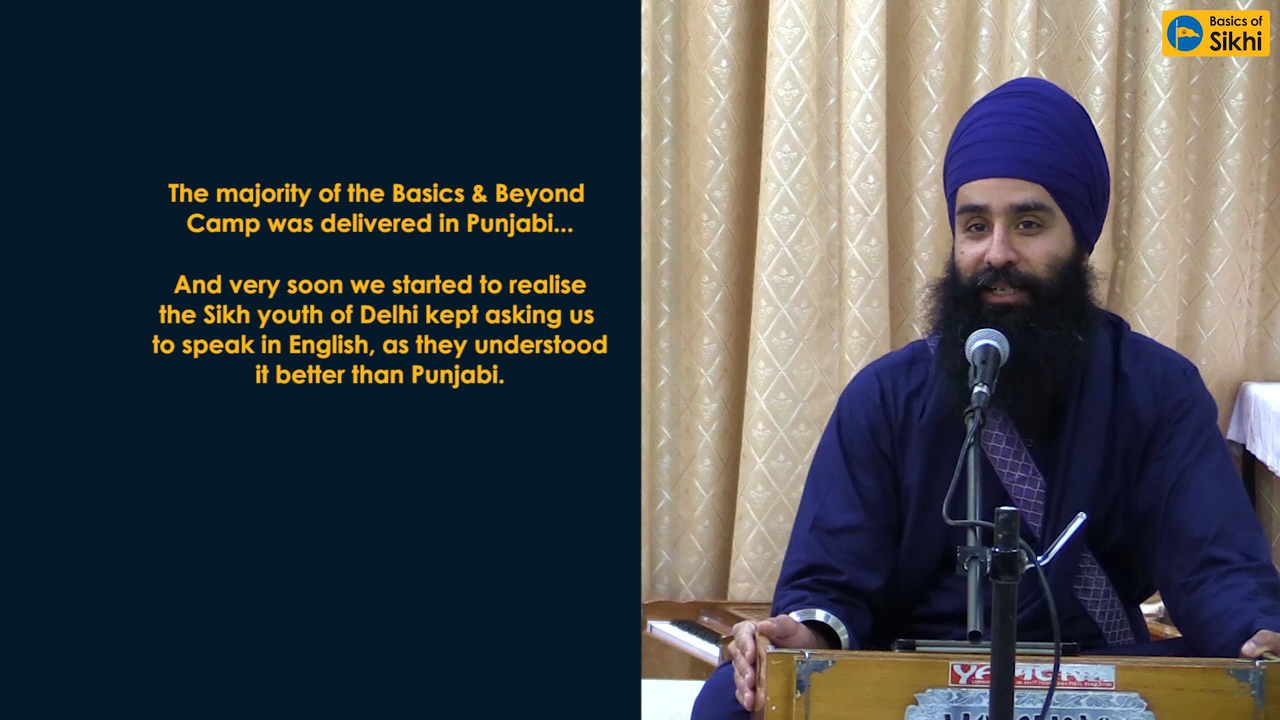 Basics of
Sikhi
The majority of the Basics & Beyond
Camp was delivered in Punjabi...
And very soon we started to realise
the Sikh youth of Delhi kept asking us
to speak in English, as they understood
it better than Punjabi.